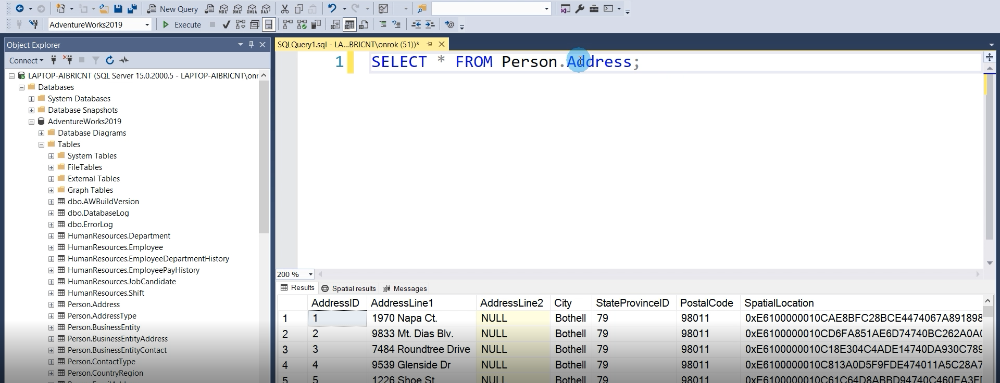 New Query
MDX DMX XMLA DAX
AdventureWorks2019
Execute
Object Explorer
Connect
LAPTOP-AIBRICNT (SQL Server 15.0.2000.5 - LAPTOP-AIBRICNT\onr
Databases
System Databases
Database Snapshots
AdventureWorks2019
Database Diagrams
Tables
System Tables
FileTables
External Tables
Graph Tables
dbo.AWBuildVersion
dbo.DatabaseLog
dbo.ErrorLog
HumanResources.Department
HumanResources.Employee
HumanResources.EmployeeDepartmentHistory
HumanResources.EmployeePayHistory
HumanResources.JobCandidate
HumanResources.Shift
Person.Address
Person.AddressType
Person.BusinessEntity
Person.BusinessEntityAddress
Person.BusinessEntityContact
Person.ContactType
Person.CountryRegion
SQLQuery1.sql - LA...BRICNT\onrok (51))*
1 SELECT * FROM Person.Address;
200 %
Results Spatial results Messages
AddressID AddressLine1 AddressLine2 City StateProvinceID PostalCode SpatialLocation
1 1 1970 Napa Ct. NULL Bothell 79 98011 0xE6100000010CAE8BFC28BCE4474067A891898
2 2 9833 Mt. Dias Blv. NULL Bothell 79 98011 0xE6100000010CD6FA851AE6D74740BC262A0A0
3 3 7484 Roundtree Drive NULL Bothell 79 98011 0xE6100000010C18E304C4ADE14740DA930C789
4 4 9539 Glenside Dr NULL Bothell 79 98011 0xE6100000010C813A0D5F9FDE474011A5C28A7
5 5 1226 Shoe St. NULL Bothell 79 98011